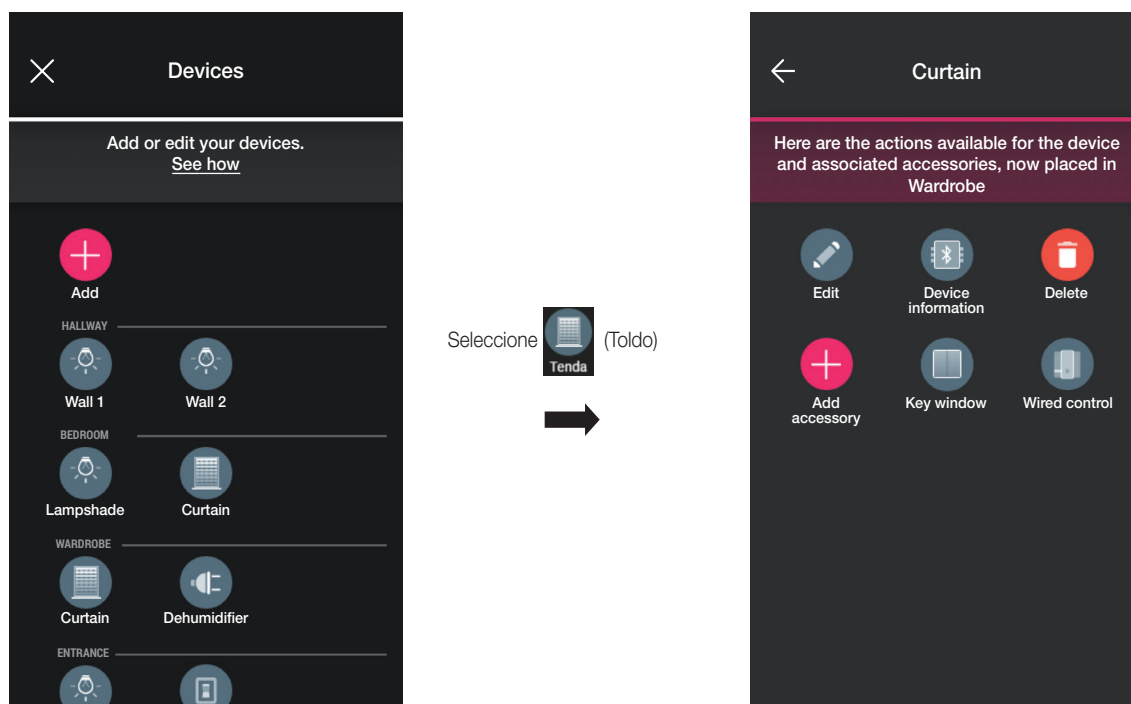 Devices
Add or edit your devices.
See how
Add
HALLWAY
Wall 1
Wall 2
BEDROOM
Lampshade
Curtain
WARDROBE
Curtain
Dehumidifier
ENTRANCE
Seleccione (Toldo)
Tenda
Curtain
Here are the actions available for the device
and associated accessories, now placed in
Wardrobe
Edit
Device
information
Delete
Add
accessory
Key window
Wired control